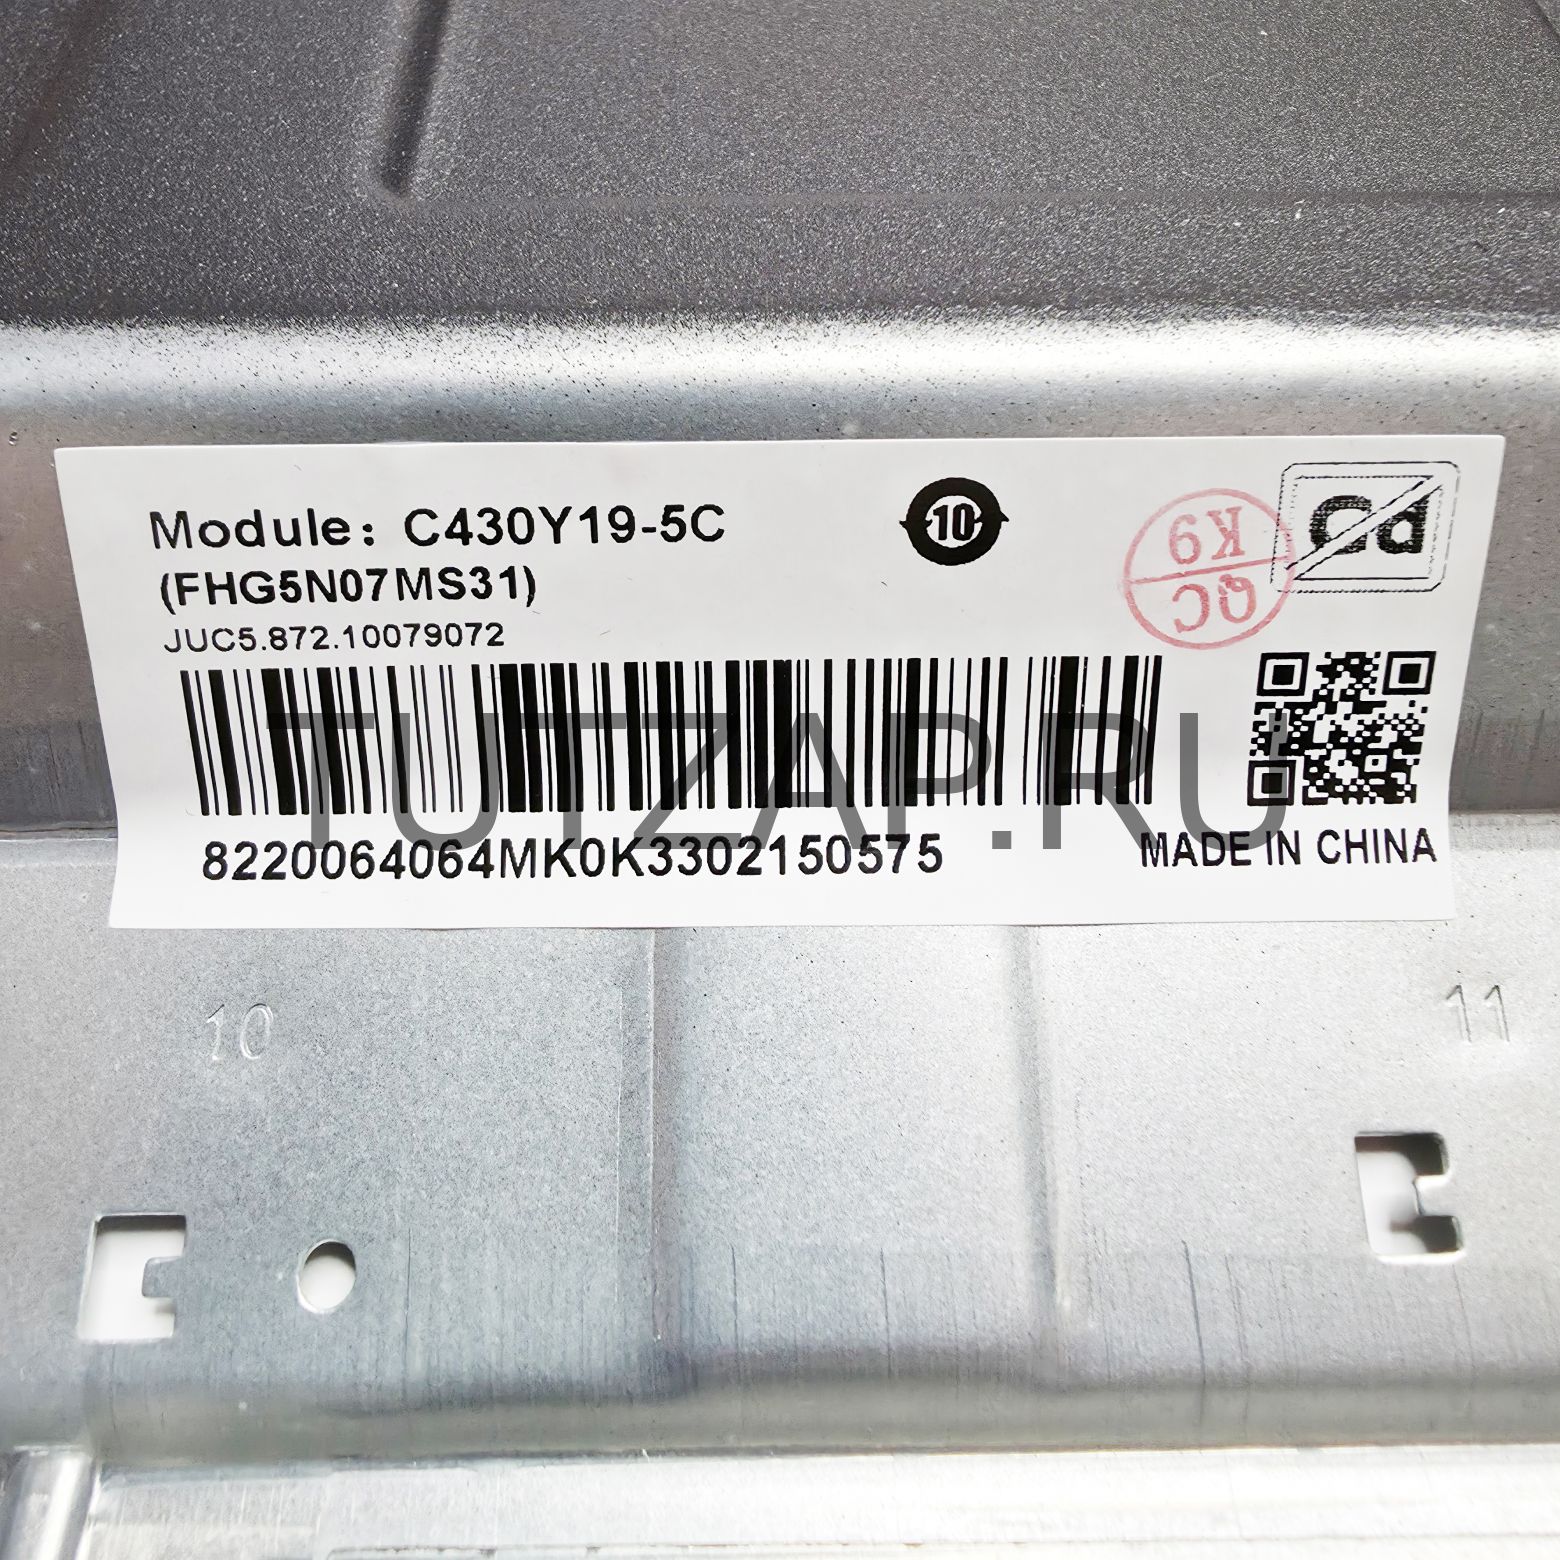 Module: C430Y19-5C
10
Cd
(FHG5N07MS31)
K9
QC
JUC5.872.10079072
TUTZAP.RU
8220064064MK0K3302150575
MADE IN CHINA
10
11